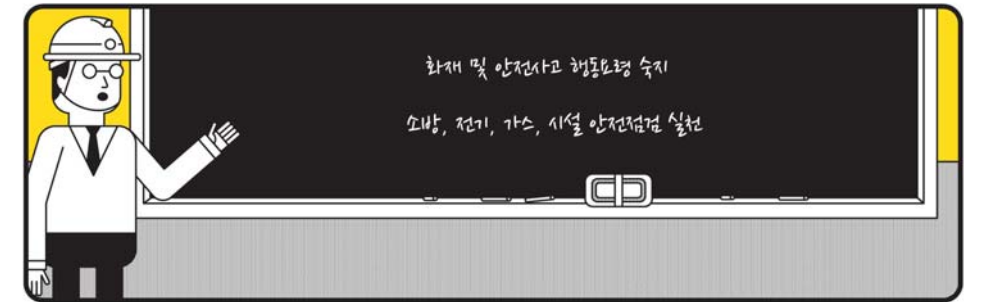 화재 및 안전사고 행동요령 숙지
소방, 전기, 가스, 시설 안전점검 실천